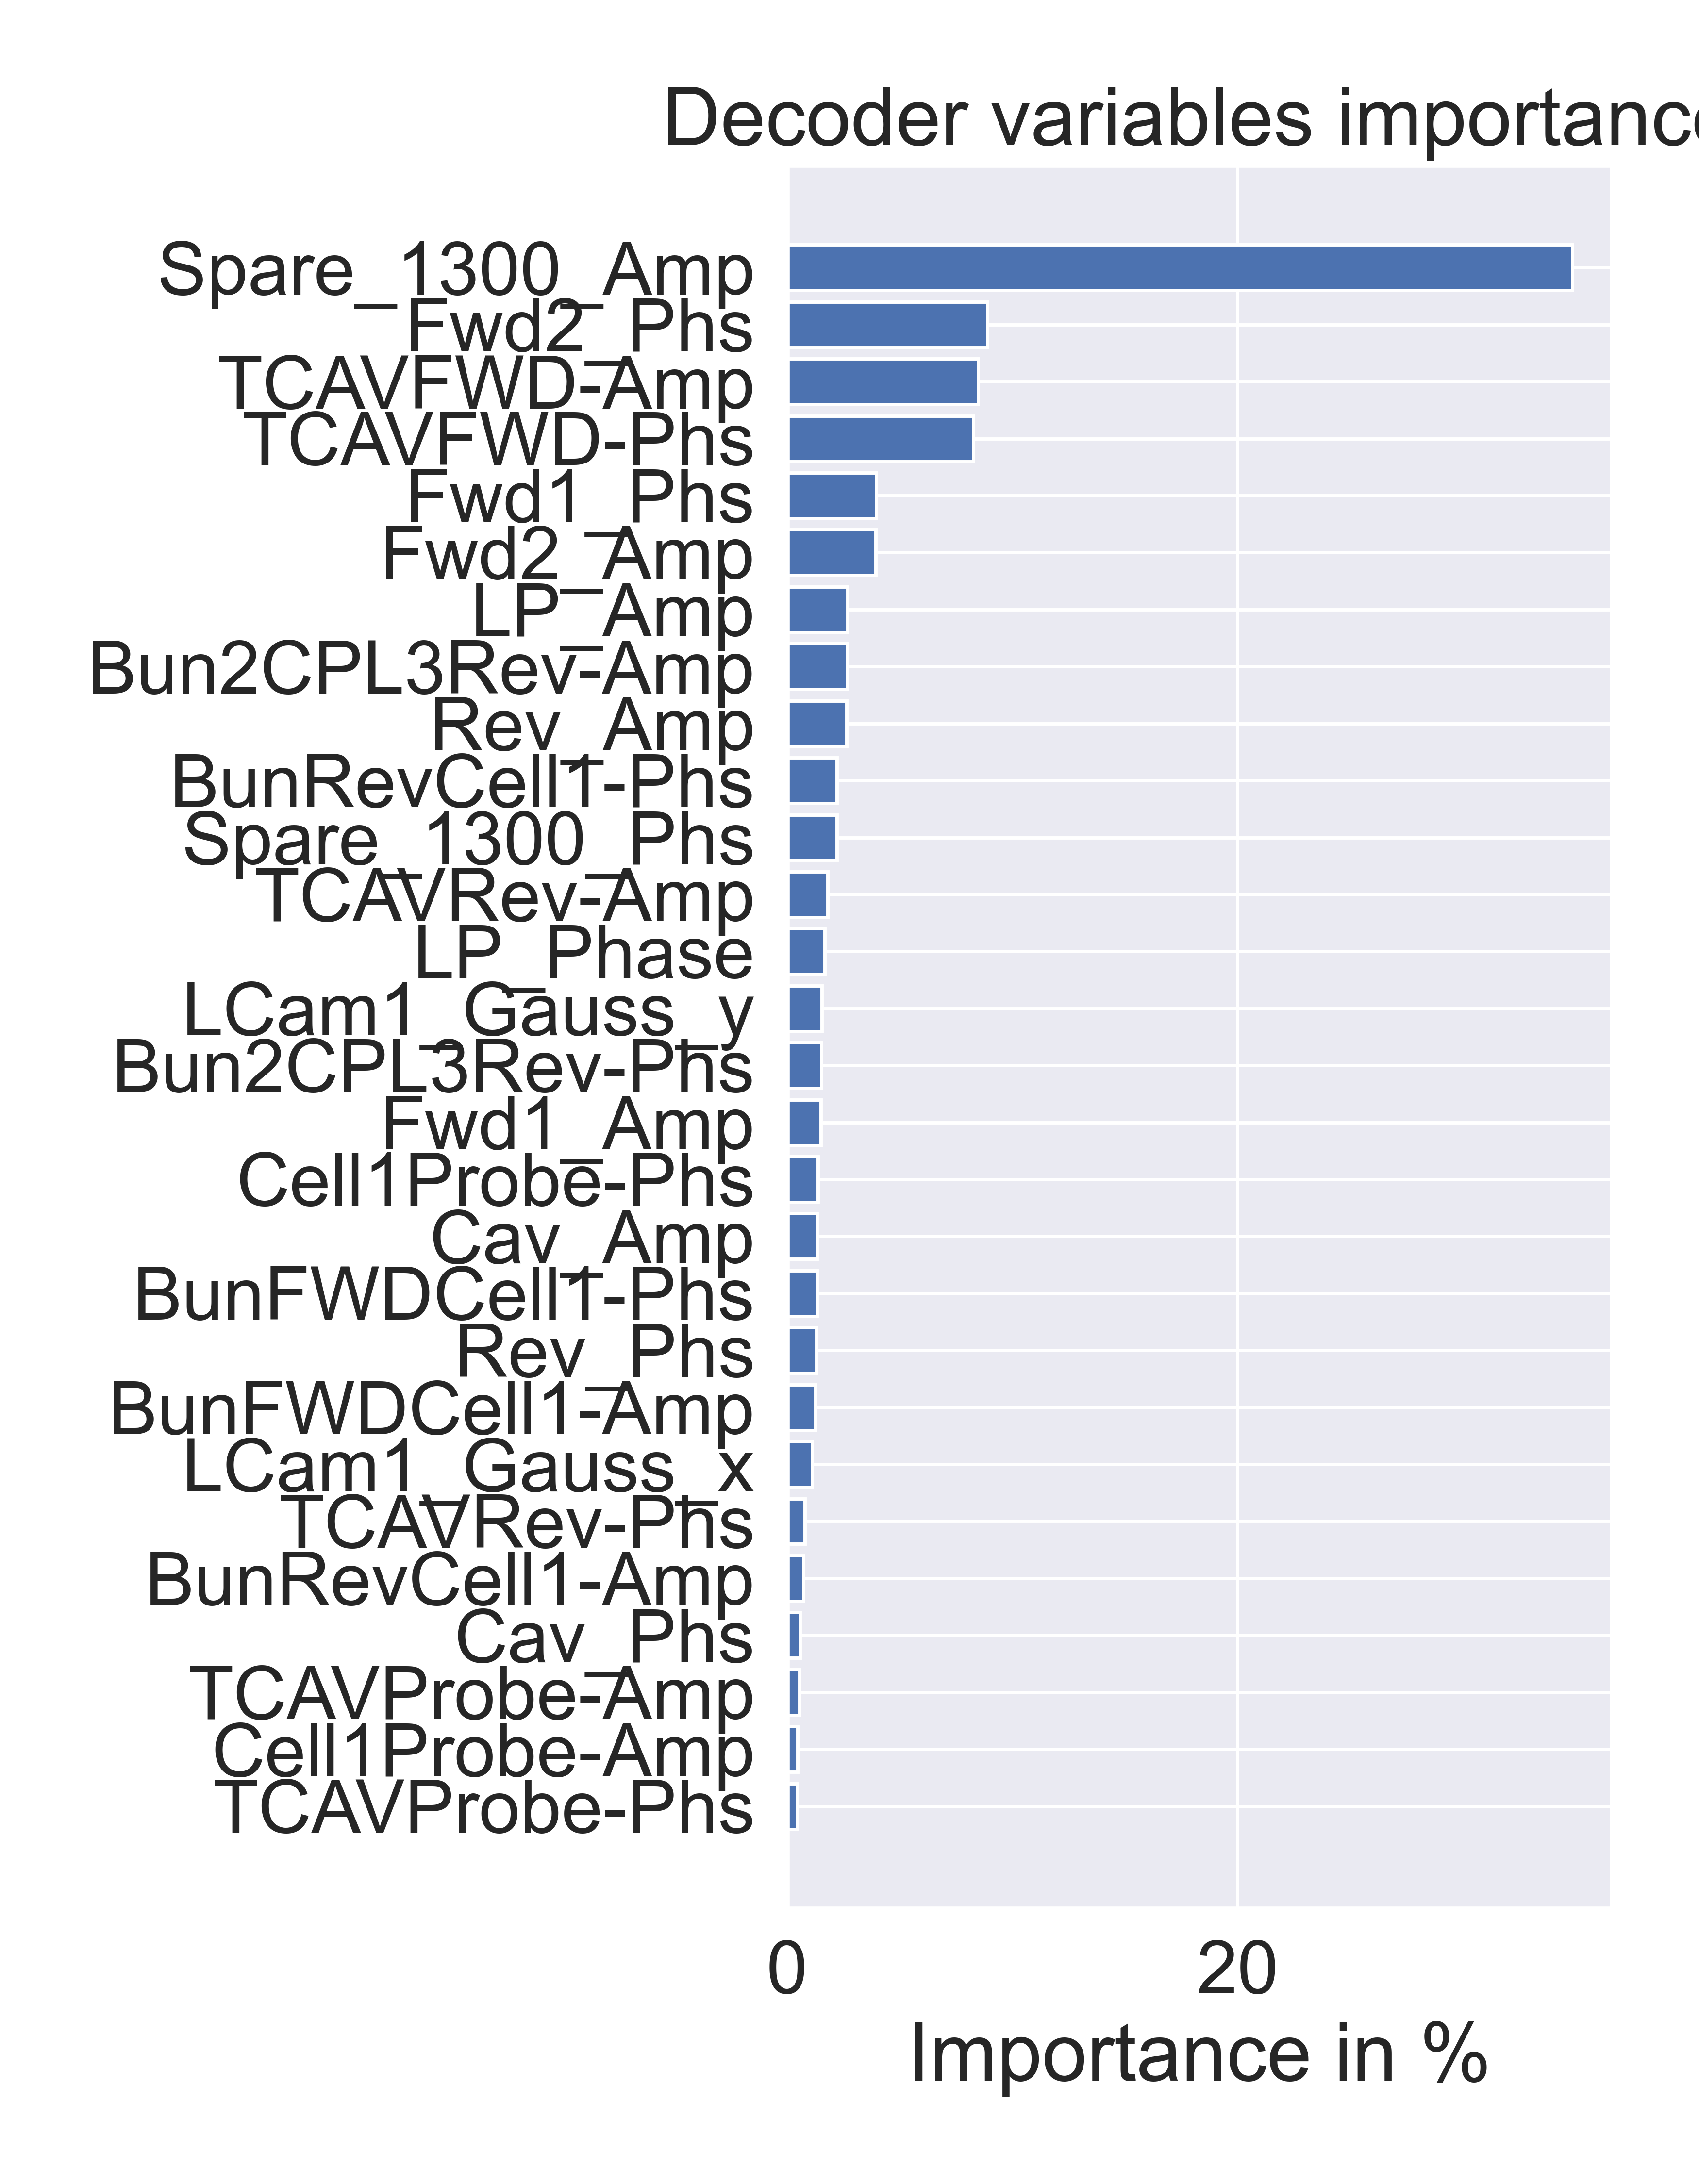 Decoder variables importance
Spare_1300_Amp
Fwd2_Phs
TCAVFWD-Amp
TCAVFWD-Phs
Fwd1_Phs
Fwd2_Amp
LP_Amp
Bun2CPL3Rev-Amp
Rev_Amp
BunRevCell1-Phs
Spare_1300_Phs
TCAVRev-Amp
LP_Phase
LCam1_Gauss_y
Bun2CPL3Rev-Phs
Fwd1_Amp
Cell1Probe-Phs
Cav_Amp
BunFWDCell1-Phs
Rev_Phs
BunFWDCell1-Amp
LCam1_Gauss_x
TCAVRev-Phs
BunRevCell1-Amp
Cav_Phs
TCAVProbe-Amp
Cell1Probe-Amp
TCAVProbe-Phs
0 20
Importance in %